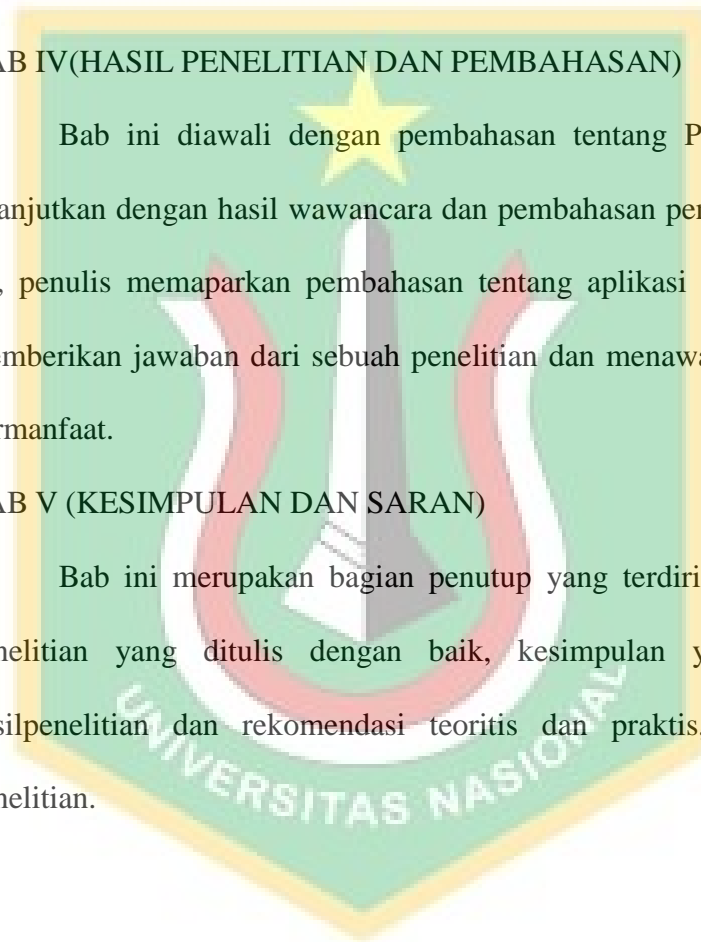 AB IV(HASIL PENELITIAN DAN PEMBAHASAN)
Bab ini diawali dengan pembahasan tentang P
anjutkan dengan hasil wawancara dan pembahasan pe
, penulis memaparkan pembahasan tentang aplikasi
emberikan jawaban dari sebuah penelitian dan menawa
rmanfaat.
AB V (KESIMPULAN DAN SARAN)
Bab ini merupakan bagian penutup yang terdiri
nelitian yang ditulis dengan baik, kesimpulan y
silpenelitian dan rekomendasi teoritis dan praktis.
nelitian.
UNIVERSITAS NASIONAL